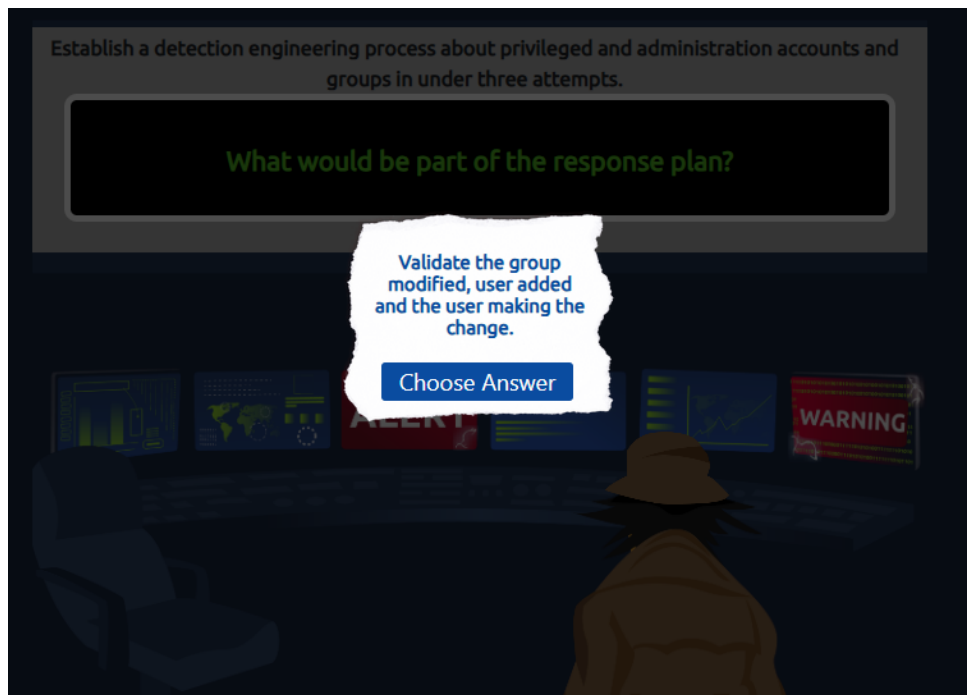 Establish a detection engineering process about privileged and administration accounts and
groups in under three attempts.
What would be part of the response plan?
Validate the group
modified, user added
and the user making the
change.
Choose Answer
ALERT
WARNING